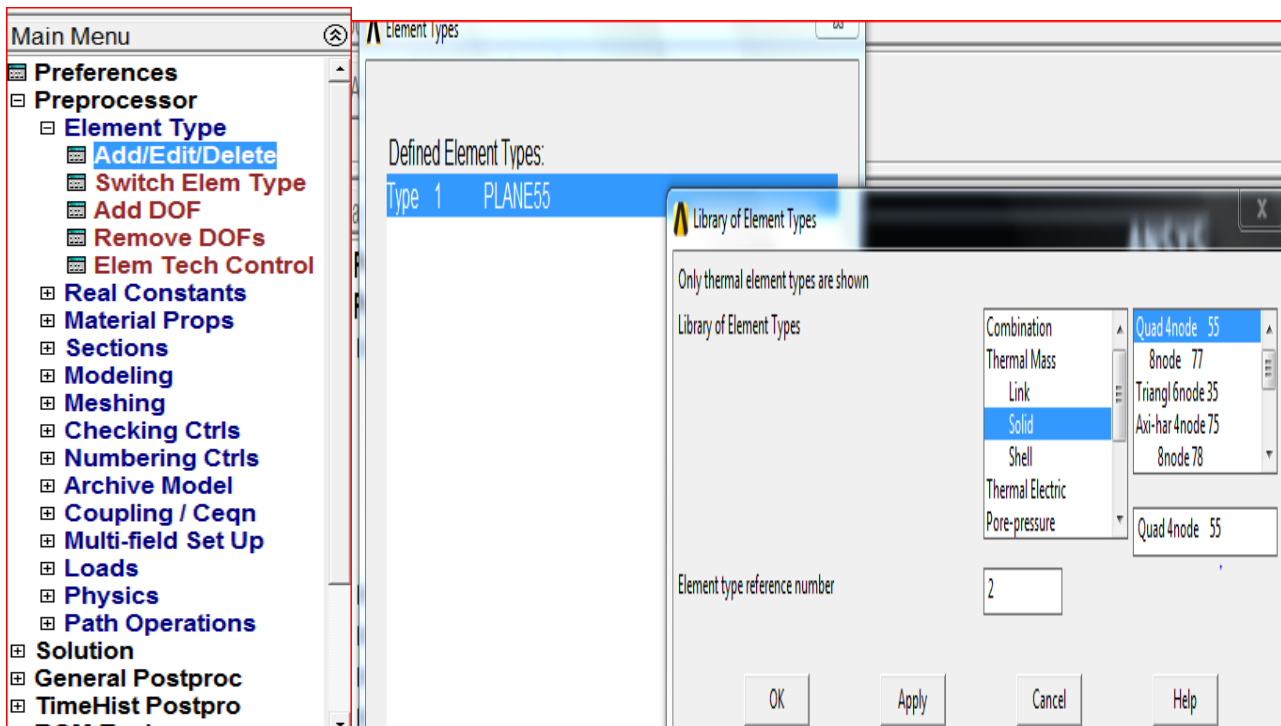 Main Menu
Preferences
Preprocessor
Element Type
Add/Edit/Delete
Switch Elem Type
Add DOF
Remove DOFs
Elem Tech Control
Real Constants
Material Props
Sections
Modeling
Meshing
Checking Ctrls
Numbering Ctrls
Archive Model
Coupling / Ceqn
Multi-field Set Up
Loads
Physics
Path Operations
Solution
General Postproc
TimeHist Postpro
Element Types
Defined Element Types:
Type 1 PLANE55
Library of Element Types
Only thermal element types are shown
Library of Element Types
Combination
Thermal Mass
Link
Solid
Shell
Thermal Electric
Pore-pressure
Quad 4node 55
8node 77
Triangl 6node 35
Axi-har 4node 75
8node 78
Quad 4node 55
Element type reference number
2
OK
Apply
Cancel
Help